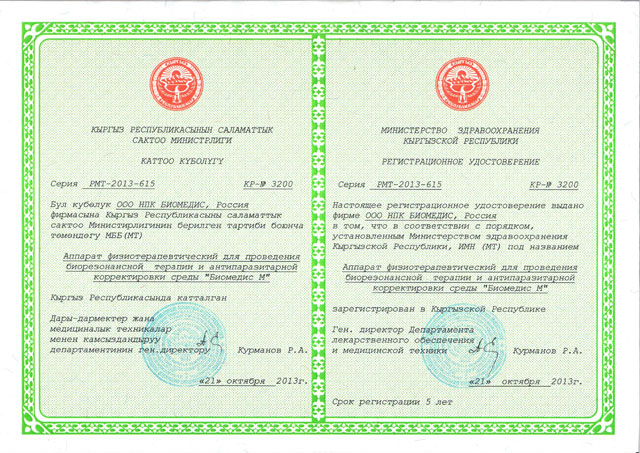 КЫРГЫЗ РЕСПУБЛИКАСЫНЫН САЛАМАТТЫК
САКТОО МИНИСТРЛИГИ
КАТТОО КҮБӨЛҮГҮ
Серия РМТ-2013-615 КР-№ 3200
Бул күбөлүк ООО НПК БИОМЕДИС, Россия
фирмасына Кыргыз Республикасыны саламаттык
сактоо Министирлигинин берилген тартиби боюнча
төмөндөгү МББ(МТ)
Аппарат физиотерапевтический для проведения
биорезонансной терапии и антипаразитарной
корректировки среды "Биомедис М"
Кыргыз Республикасында катталган
Дары-дармектер жана
медициналык техникалар
менен камсыздандыруу
департаментинин ген.директору Курманов Р.А.
«21» октября 2013г.
МИНИСТЕРСТВО ЗДРАВООХРАНЕНИЯ
КЫРГЫЗСКОЙ РЕСПУБЛИКИ
РЕГИСТРАЦИОННОЕ УДОСТОВЕРЕНИЕ
Серия РМТ-2013-615 КР-№ 3200
Настоящее регистрационное удостоверение выдано
фирме ООО НПК БИОМЕДИС, Россия
в том, что в соответствии с порядком,
установленным Министерством здравоохранения
Кыргызской Республики, ИМН (МТ) под названием
Аппарат физиотерапевтический для проведения
биорезонансной терапии и антипаразитарной
корректировки среды "Биомедис М"
зарегистрирован в Кыргызской Республике
Ген. директор Департамента
лекарственного обеспечения
и медицинской техники Курманов Р.А.
«21» октября 2013г.
Срок регистрации 5 лет